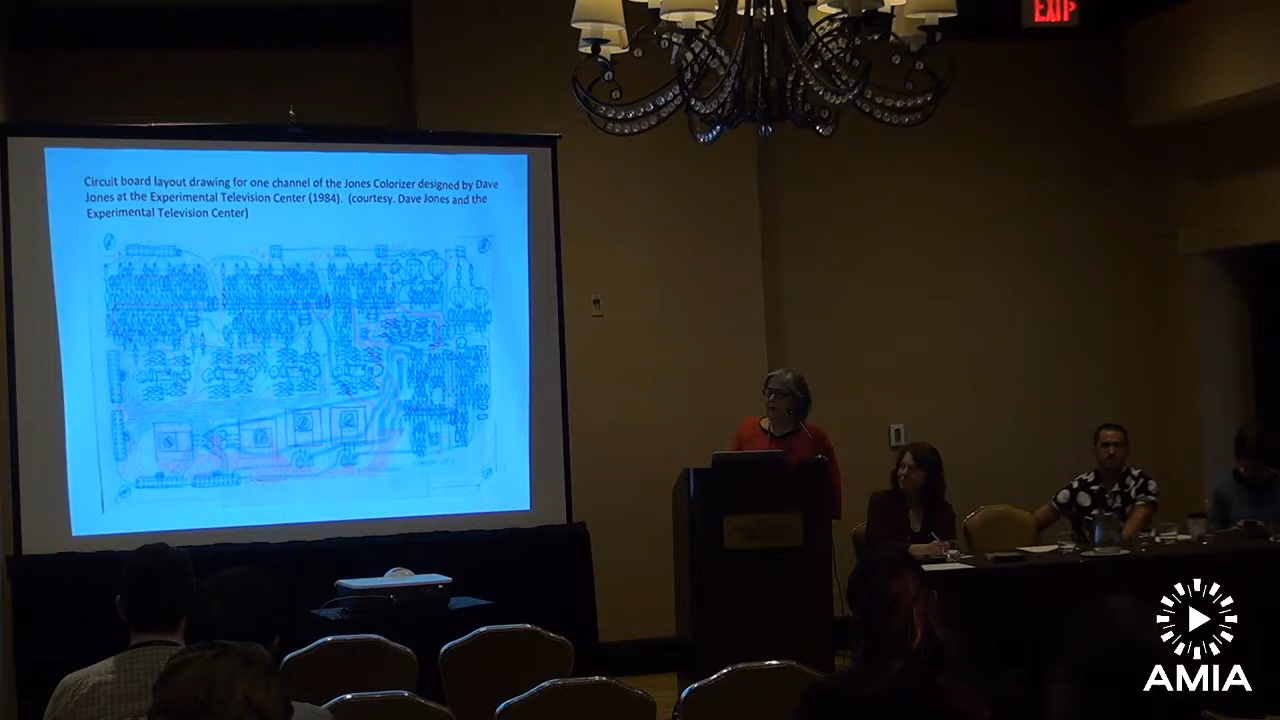 EXIT
Circuit board layout drawing for one channel of the Jones Colorizer designed by Dave
Jones at the Experimental Television Center (1984). (courtesy. Dave Jones and the
Experimental Television Center)
AMIA